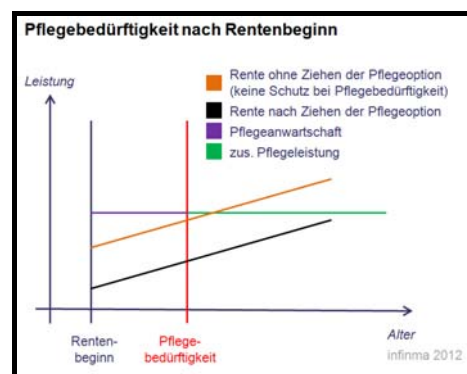 Pflegebedürftigkeit nach Rentenbeginn
Leistung
Rente ohne Ziehen der Pflegeoption
(keine Schutz bei Pflegebedürftigkeit)
Rente nach Ziehen der Pflegeoption
Pflegeanwartschaft
zus. Pflegeleistung
Renten-
beginn
Pflege-
bedürftigkeit
Alter
infinma 2012